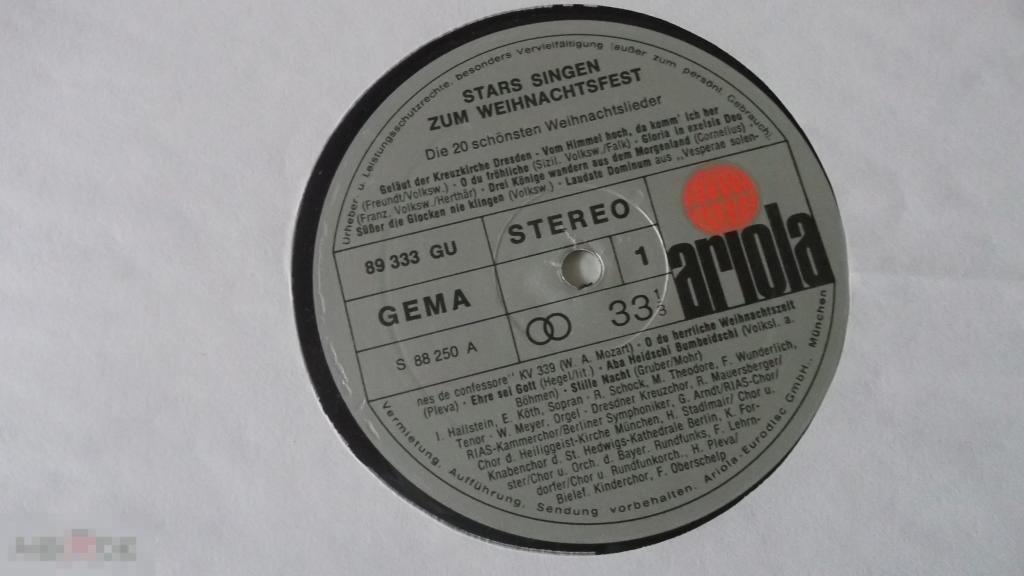 Urheber u. Leistungsschutzrechte, besonders Vervielfältigung (außer zum persönl. Gebrauch)
STARS SINGEN
ZUM WEIHNACHTSFEST
Die 20 schönsten Weihnachtslieder
Geläut der Kreuzkirche Dresden · Vom Himmel hoch, da komm' ich her
(Freundt/Volksw.) · O du fröhliche (Sizil. Volksw./Falk) · Gloria in exelsis Deo
(Franz. Volksw./Herthar) · Drei Könige wandern aus dem Morgenland (Cornelius)
Süßer die Glocken nie klingen (Volksw.) · Laudate Dominum aus „Vesperae solen-
89 333 GU
STEREO
GEMA
1
ariola
S 88 250 A
33 1/3
nes de confessore" KV 339 (W. A. Mozart) · O du herrliche Weihnachtszeit
(Pleva) · Ehre sei Gott (Hegel/hit.) · Aba Heidschi Bumbeidschi (Volksl. a.
Böhmen) · Stille Nacht (Gruber/Mohr)
I. Hallstein, E. Köth, Sopran · R. Schock, M. Theodore, F. Wunderlich,
Tenor · W. Meyer, Orgel · Dresdner Kreuzchor, R. Mauersberger/
RIAS-Kammerchor/Berliner Symphoniker, G. Arndt/RIAS-Chor/
Chor d. Heiliggeist-Kirche München, H. Stadlmair/ Chor u.
Knabenchor d. St. Hedwigs-Kathedrale Berlin, K. For-
ster/Chor u. Orch. d. Bayer. Rundfunks, F. Lehrn-
dorfer/Chor u. Rundfunkorch., H. Pleva/
Bielef. Kinderchor, F. Oberschelp
Vermietung, Aufführung, Sendung vorbehalten. Ariola-Eurodisc GmbH, München